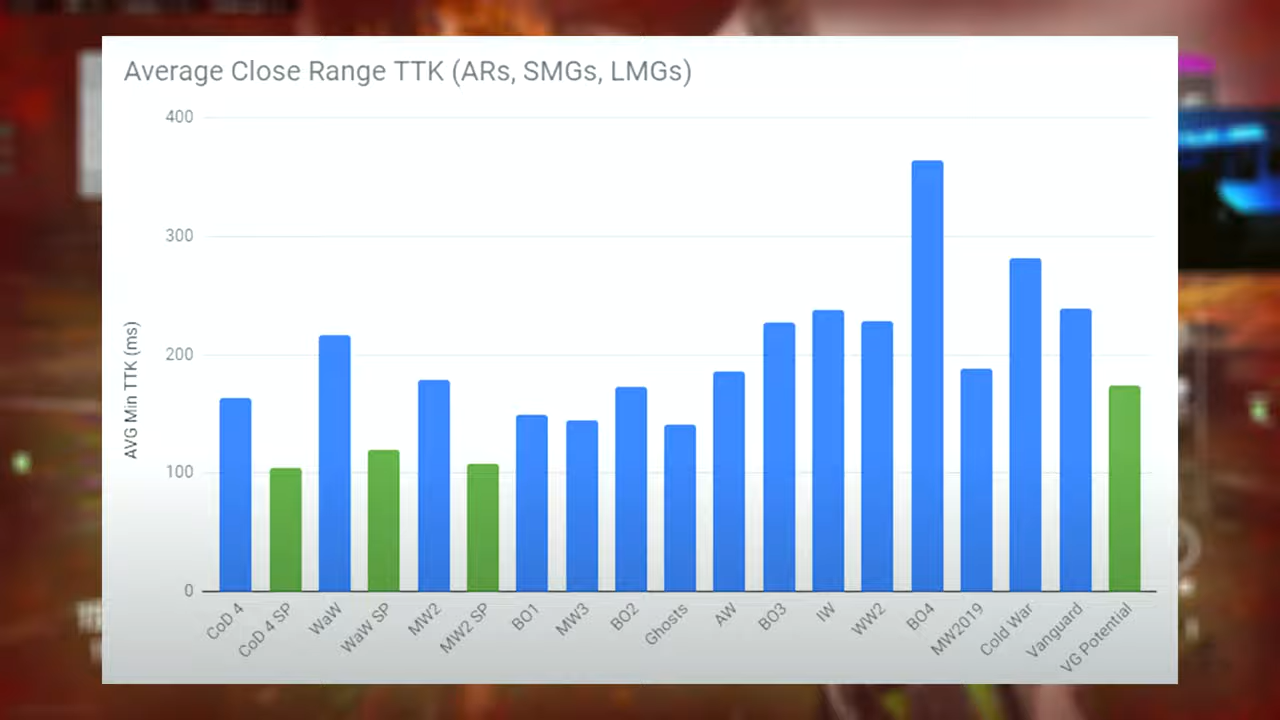 Average Close Range TTK (ARs, SMGs, LMGs)
400
300
200
100
0
AVG Min TTK (ms)
CoD 4
CoD 4 SP
WaW
WaW SP
MW2
MW2 SP
BO1
MW3
BO2
Ghosts
AW
BO3
IW
WW2
BO4
MW2019
Cold War
Vanguard
VG Potential